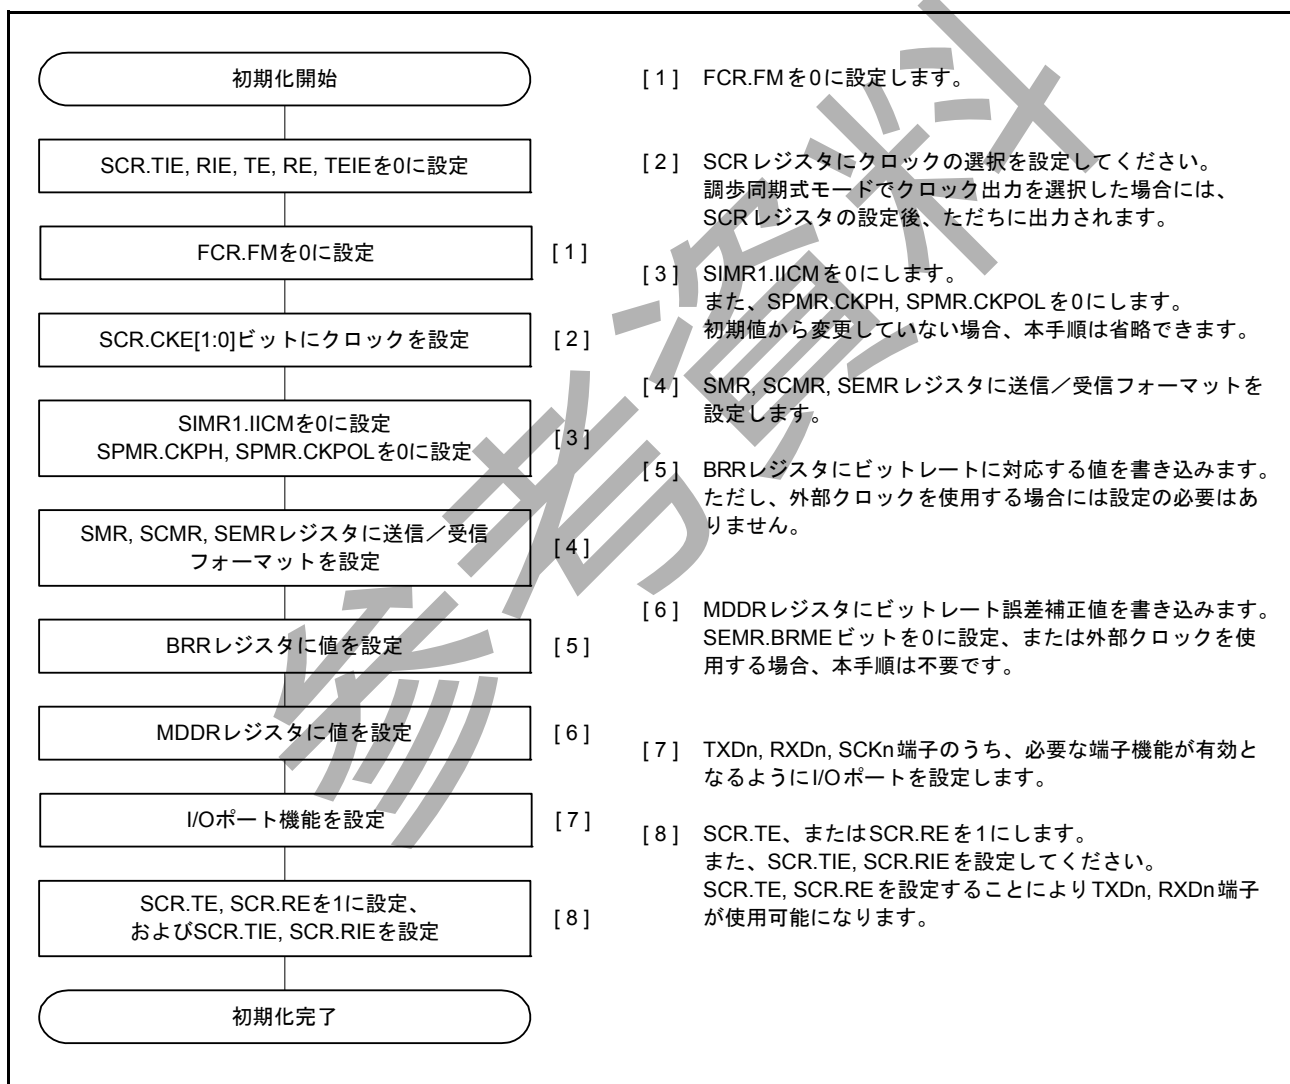 初期化開始
SCR.TIE, RIE, TE, RE, TEIEを0に設定
FCR.FMを0に設定
[1]
SCR.CKE[1:0]ビットにクロックを設定
[2]
SIMR1.IICMを0に設定
SPMR.CKPH, SPMR.CKPOLを0に設定
[3]
SMR, SCMR, SEMRレジスタに送信／受信
フォーマットを設定
[4]
BRRレジスタに値を設定
[5]
MDDRレジスタに値を設定
[6]
I/Oポート機能を設定
[7]
SCR.TE, SCR.REを1に設定、
およびSCR.TIE, SCR.RIEを設定
[8]
初期化完了
[1] FCR.FMを0に設定します。
[2] SCRレジスタにクロックの選択を設定してください。
調歩同期式モードでクロック出力を選択した場合には、
SCRレジスタの設定後、ただちに出力されます。
[3] SIMR1.IICMを0にします。
また、SPMR.CKPH, SPMR.CKPOLを0にします。
初期値から変更していない場合、本手順は省略できます。
[4] SMR, SCMR, SEMRレジスタに送信／受信フォーマットを
設定します。
[5] BRRレジスタにビットレートに対応する値を書き込みます。
ただし、外部クロックを使用する場合には設定の必要はあ
りません。
[6] MDDRレジスタにビットレート誤差補正値を書き込みます。
SEMR.BRMEビットを0に設定、または外部クロックを使
用する場合、本手順は不要です。
[7] TXDn, RXDn, SCKn端子のうち、必要な端子機能が有効と
なるようにI/Oポートを設定します。
[8] SCR.TE、またはSCR.REを1にします。
また、SCR.TIE, SCR.RIEを設定してください。
SCR.TE, SCR.REを設定することによりTXDn, RXDn端子
が使用可能になります。
参考資料